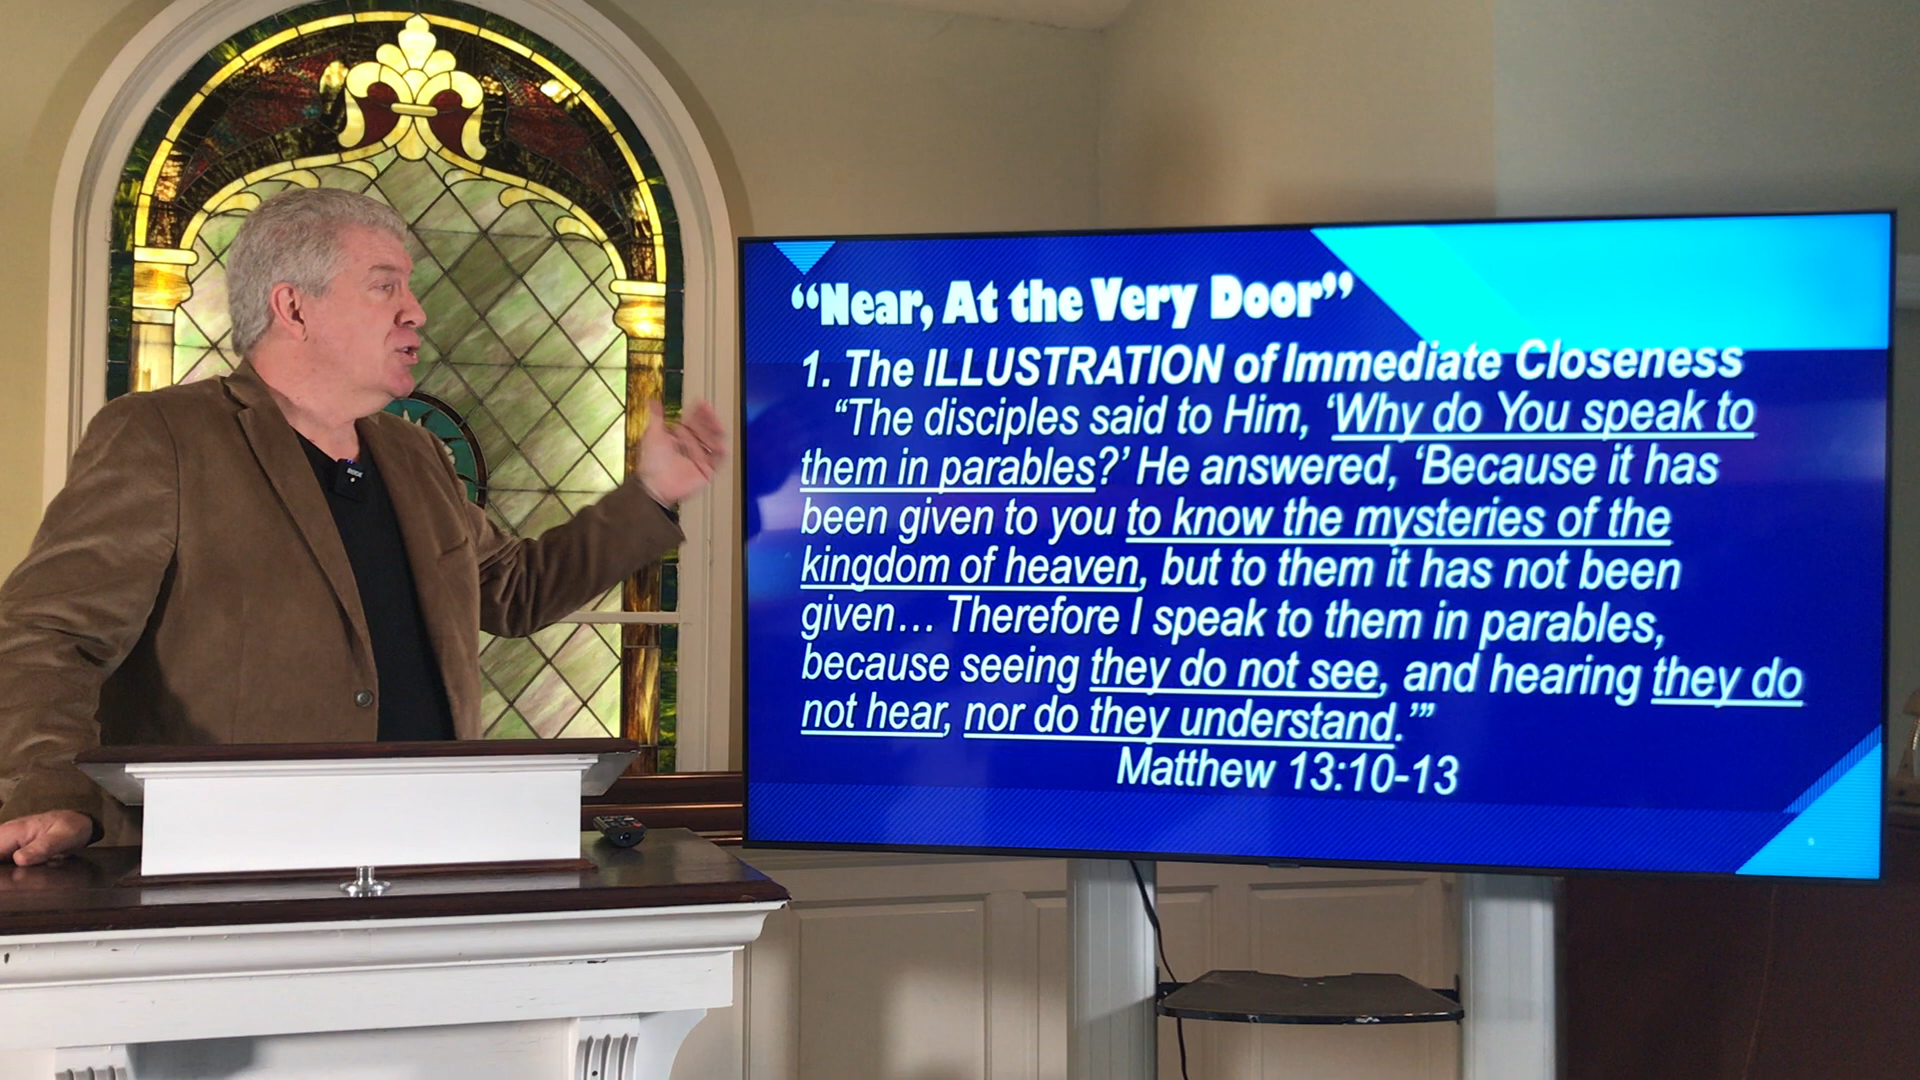 “Near, At the Very Door”
1. The ILLUSTRATION of Immediate Closeness
“The disciples said to Him, ‘Why do You speak to
them in parables?’ He answered, ‘Because it has
been given to you to know the mysteries of the
kingdom of heaven, but to them it has not been
given… Therefore I speak to them in parables,
because seeing they do not see, and hearing they do
not hear, nor do they understand.’”
Matthew 13:10-13